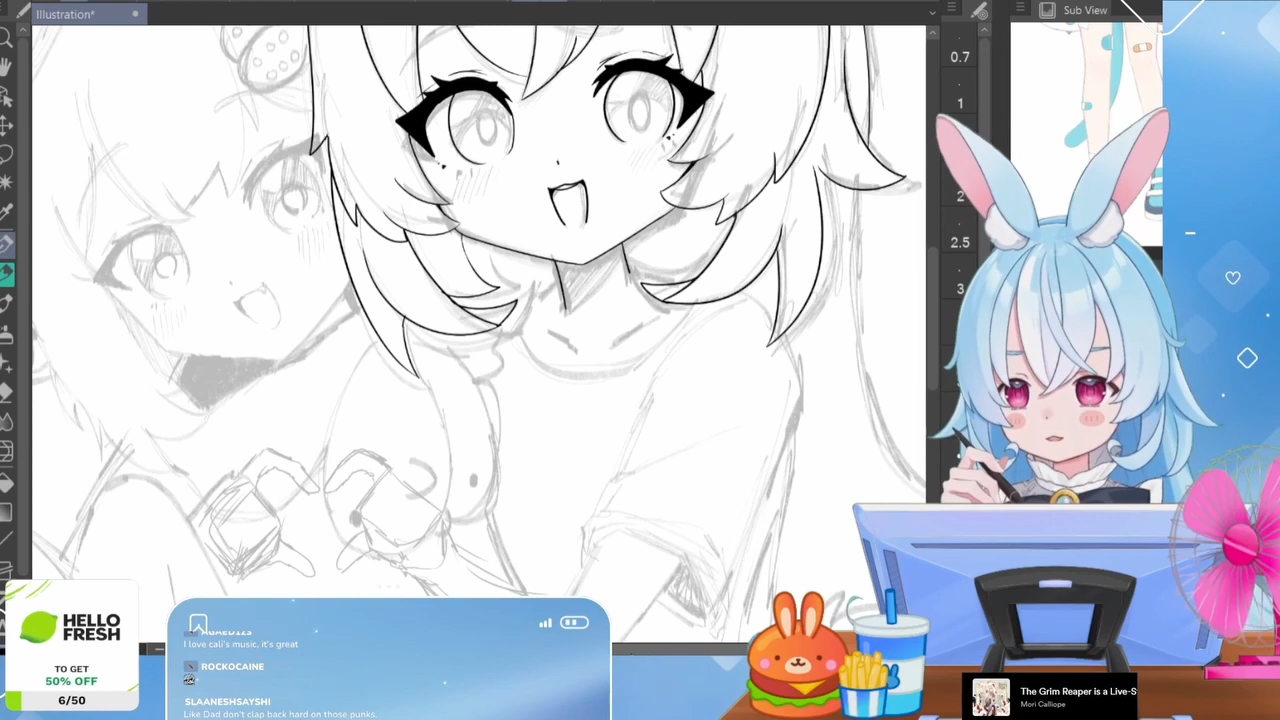 Illustration*
Sub View
0.7
1
2
2.5
3
HELLO
FRESH
TO GET
50% OFF
6/50
I love cali's music, it's great
ROCKOCAINE
SLAANESHSAYSHI
Like Dad don't clap back hard on those punks.
The Grim Reaper is a Live-S
Mori Calliope